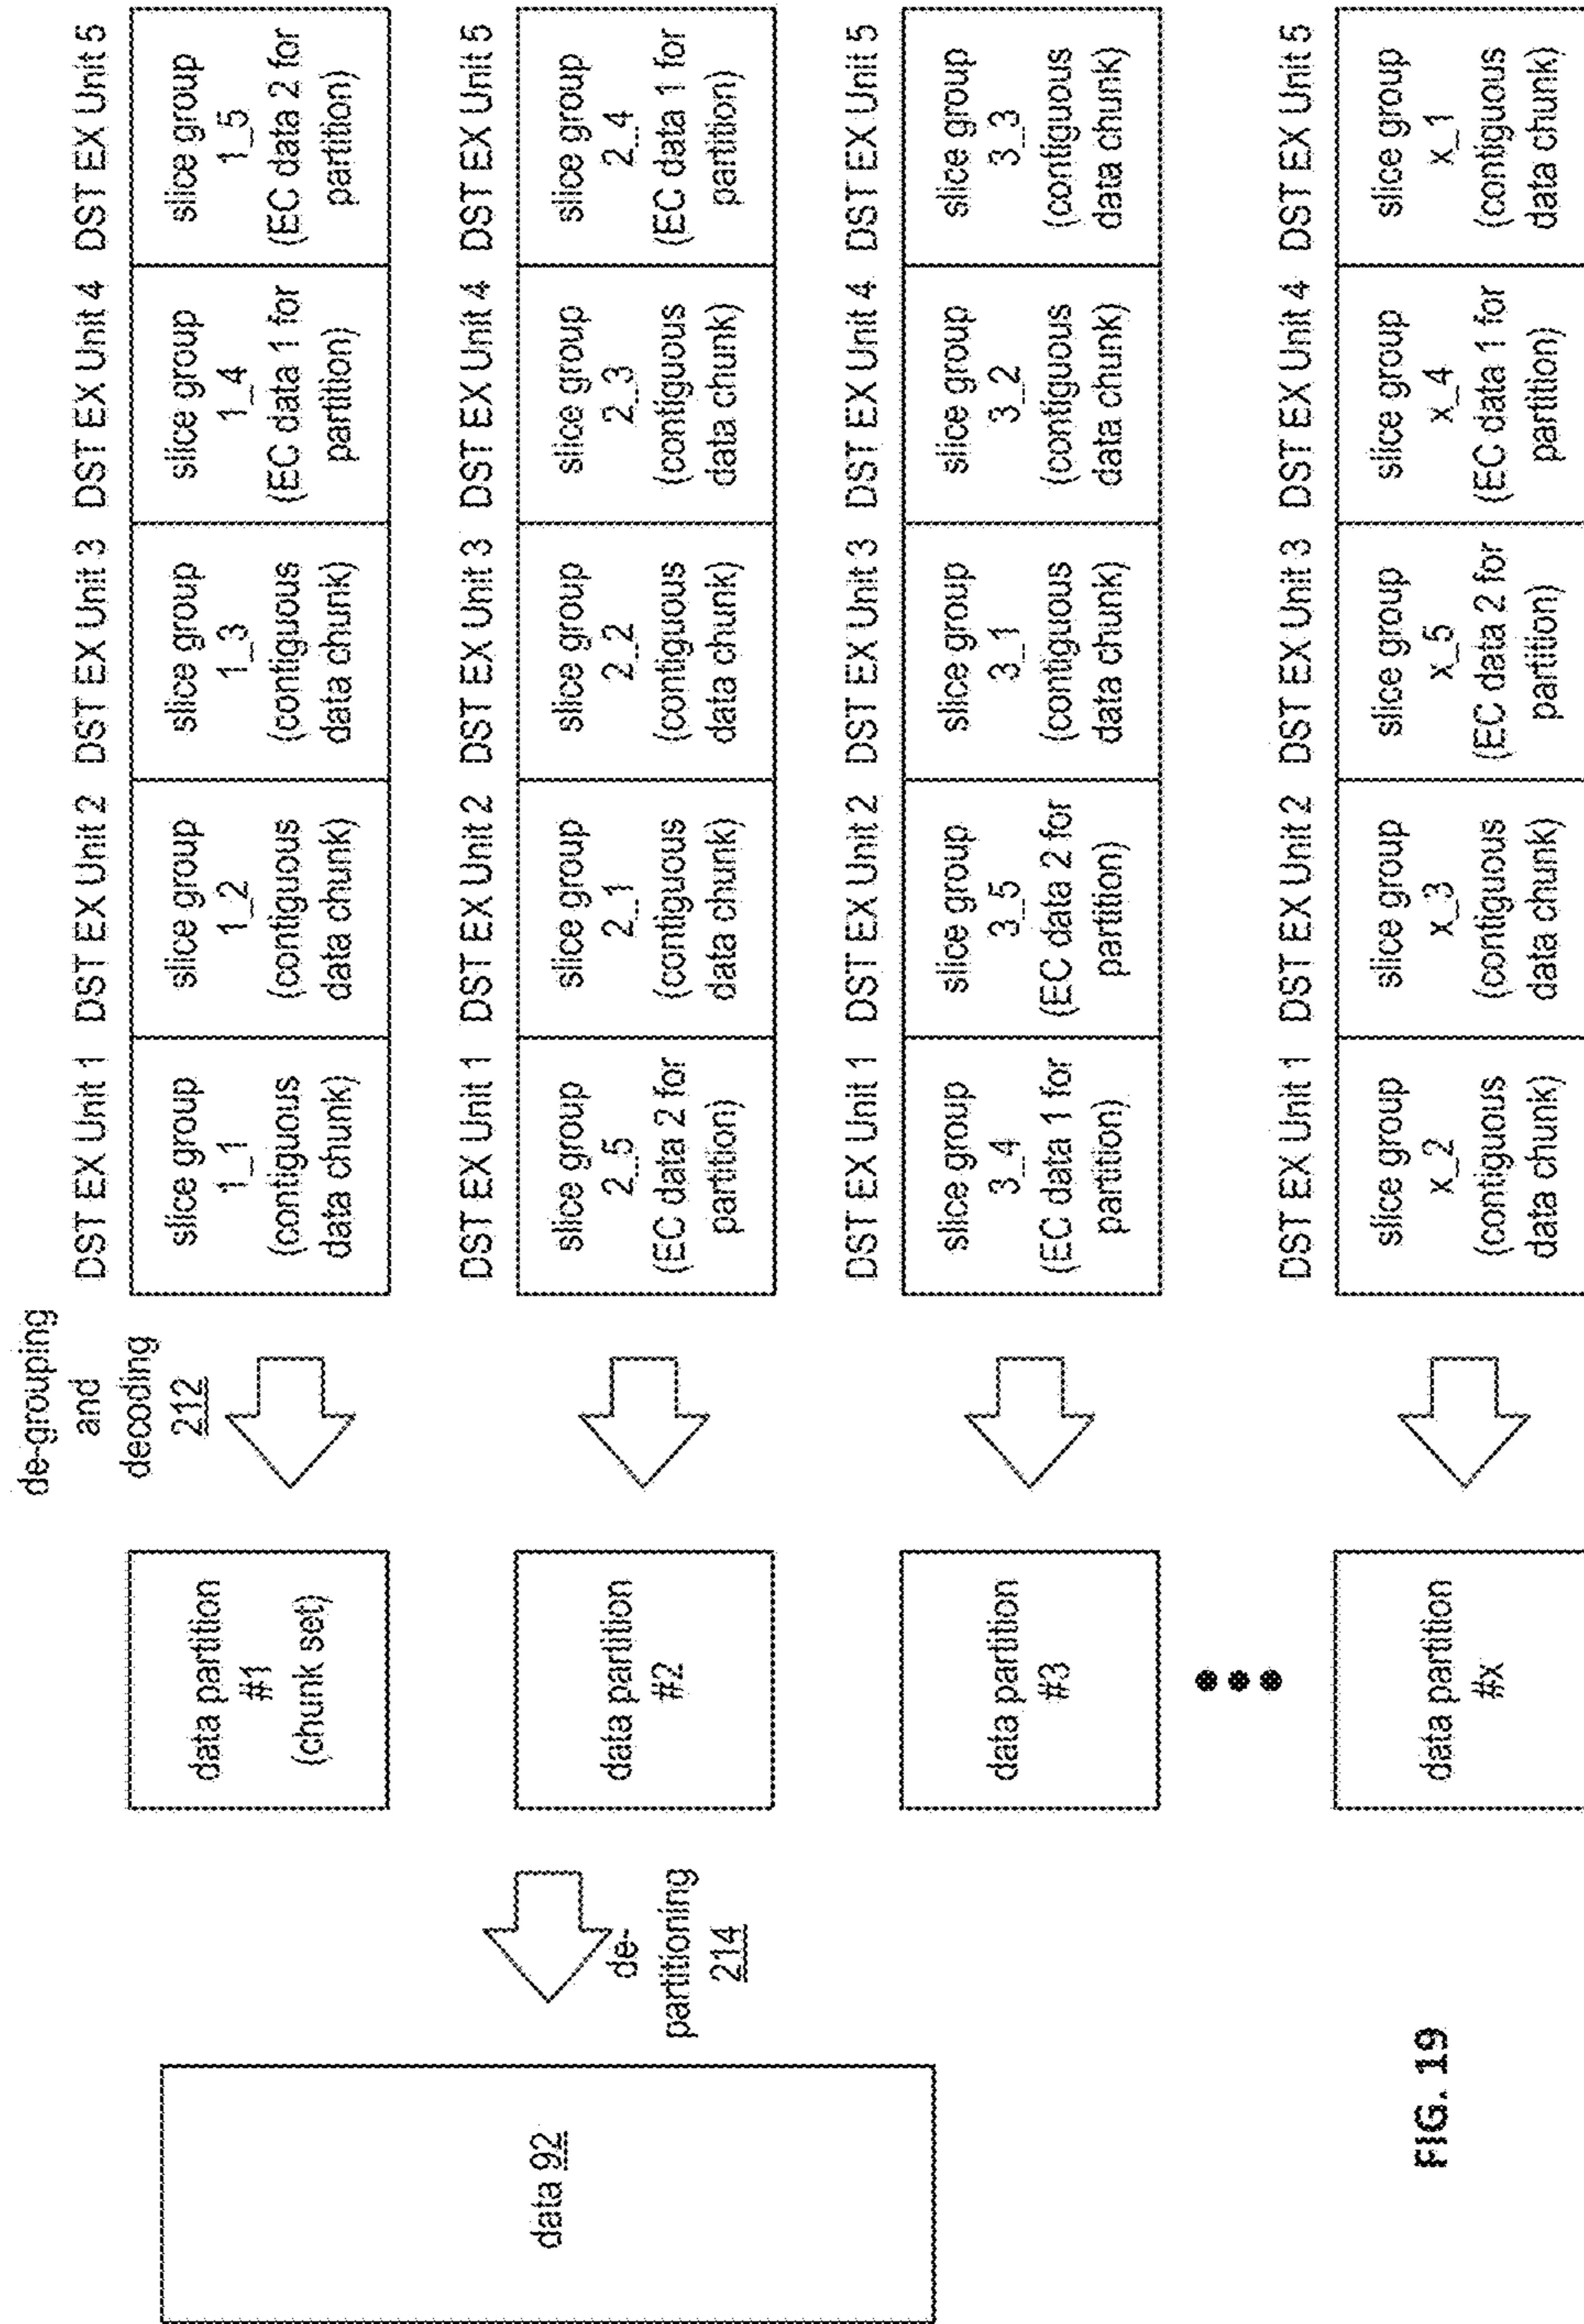 de-grouping
and
decoding
212
DST EX Unit 1 DST EX Unit 2 DST EX Unit 3 DST EX Unit 4 DST EX Unit 5
data partition
#1
(chunk set)
slice group
1_1
(contiguous
data chunk)
slice group
1_2
(contiguous
data chunk)
slice group
1_3
(contiguous
data chunk)
slice group
1_4
(EC data 1 for
partition)
slice group
1_5
(EC data 2 for
partition)
DST EX Unit 1 DST EX Unit 2 DST EX Unit 3 DST EX Unit 4 DST EX Unit 5
data partition
#2
slice group
2_5
(EC data 2 for
partition)
slice group
2_1
(contiguous
data chunk)
slice group
2_2
(contiguous
data chunk)
slice group
2_3
(contiguous
data chunk)
slice group
2_4
(EC data 1 for
partition)
data 92
de-
partitioning
214
DST EX Unit 1 DST EX Unit 2 DST EX Unit 3 DST EX Unit 4 DST EX Unit 5
data partition
#3
slice group
3_4
(EC data 1 for
partition)
slice group
3_5
(EC data 2 for
partition)
slice group
3_1
(contiguous
data chunk)
slice group
3_2
(contiguous
data chunk)
slice group
3_3
(contiguous
data chunk)
DST EX Unit 1 DST EX Unit 2 DST EX Unit 3 DST EX Unit 4 DST EX Unit 5
data partition
#x
slice group
x_2
(contiguous
data chunk)
slice group
x_3
(contiguous
data chunk)
slice group
x_5
(EC data 2 for
partition)
slice group
x_4
(EC data 1 for
partition)
slice group
x_1
(contiguous
data chunk)
FIG. 19